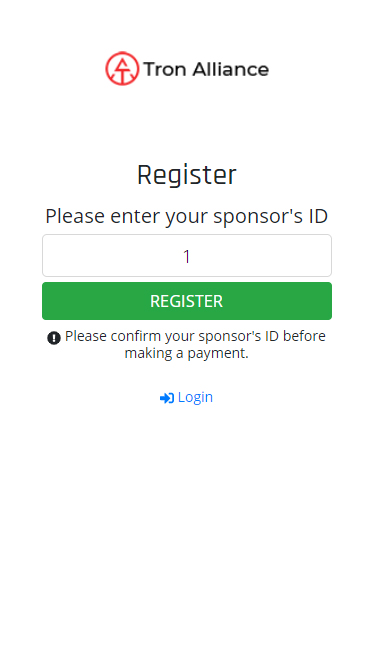 Tron Alliance
Register
Please enter your sponsor's ID
1
REGISTER
Please confirm your sponsor's ID before
making a payment.
Login